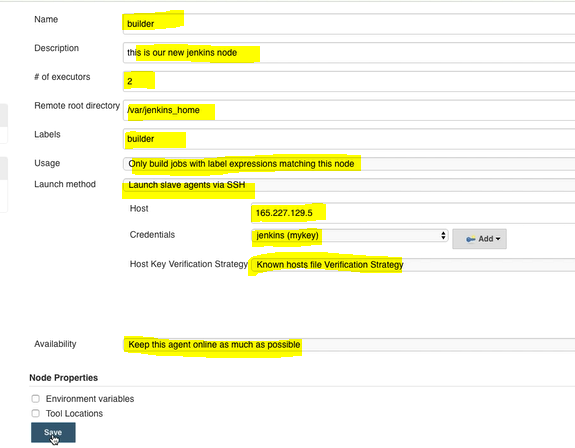 Name builder
Description this is our new jenkins node
# of executors 2
Remote root directory /var/jenkins_home
Labels builder
Usage Only build jobs with label expressions matching this node
Launch method Launch slave agents via SSH
Host 165.227.129.5
Credentials jenkins (mykey) Add
Host Key Verification Strategy Known hosts file Verification Strategy
Availability Keep this agent online as much as possible
Node Properties
Environment variables
Tool Locations
Save